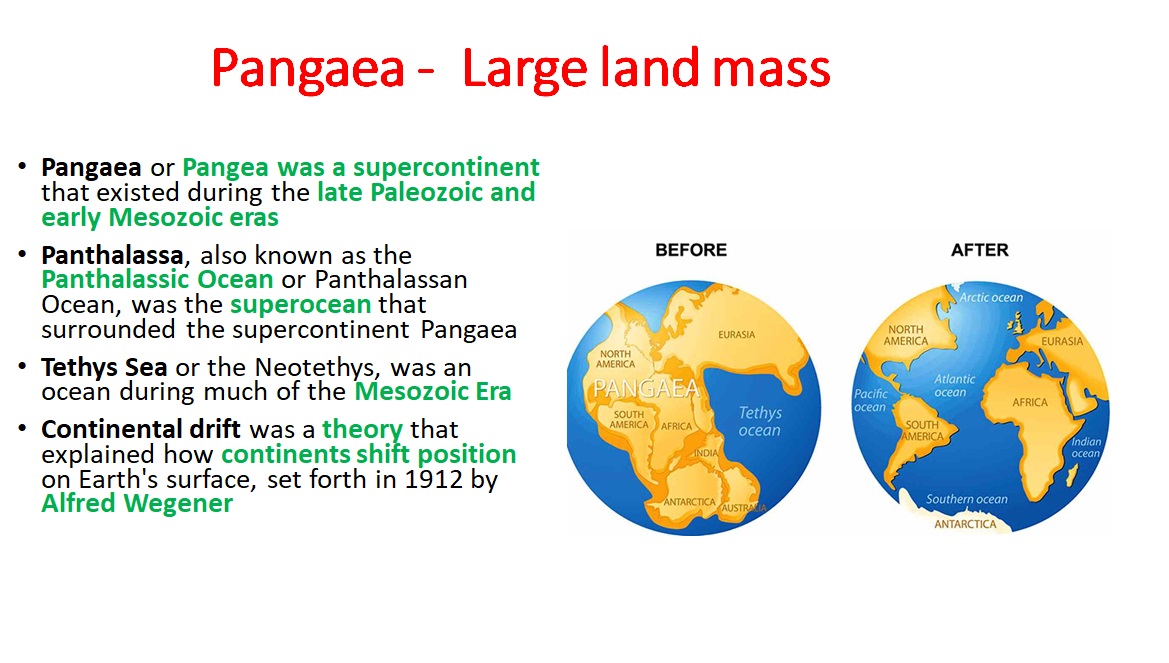 Pangaea -  Large land mass
• Pangaea or Pangea was a supercontinent
that existed during the late Paleozoic and
early Mesozoic eras
• Panthalassa, also known as the
Panthalassic Ocean or Panthalassan
Ocean, was the superocean that
surrounded the supercontinent Pangaea
• Tethys Sea or the Neotethys, was an
ocean during much of the Mesozoic Era
• Continental drift was a theory that
explained how continents shift position
on Earth's surface, set forth in 1912 by
Alfred Wegener
BEFORE
EURASIA
NORTH
AMERICA
PANGAEA
SOUTH
AMERICA
AFRICA
Tethys
ocean
INDIA
ANTARCTICA
AUSTRALIA
AFTER
Arctic ocean
NORTH
AMERICA
EURASIA
Atlantic
ocean
Pacific
ocean
AFRICA
SOUTH
AMERICA
Indian
ocean
Southern ocean
ANTARCTICA